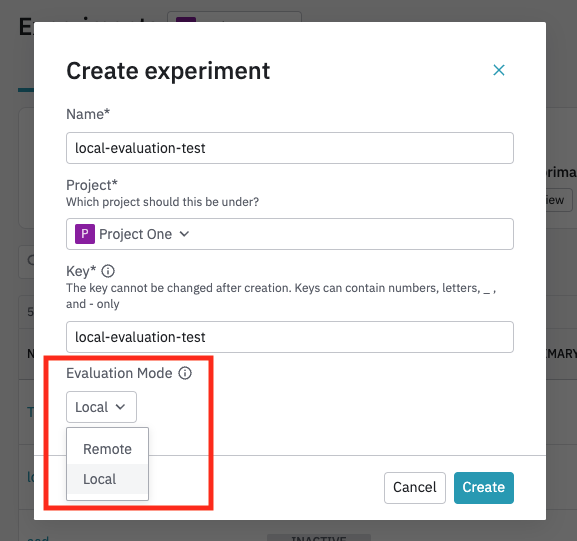 Create experiment
Name*
local-evaluation-test
Project*
Which project should this be under?
P Project One
Key*
The key cannot be changed after creation. Keys can contain numbers, letters, _ ,
and - only
local-evaluation-test
Evaluation Mode
Local
Remote
Local
Cancel Create
INACTIVE